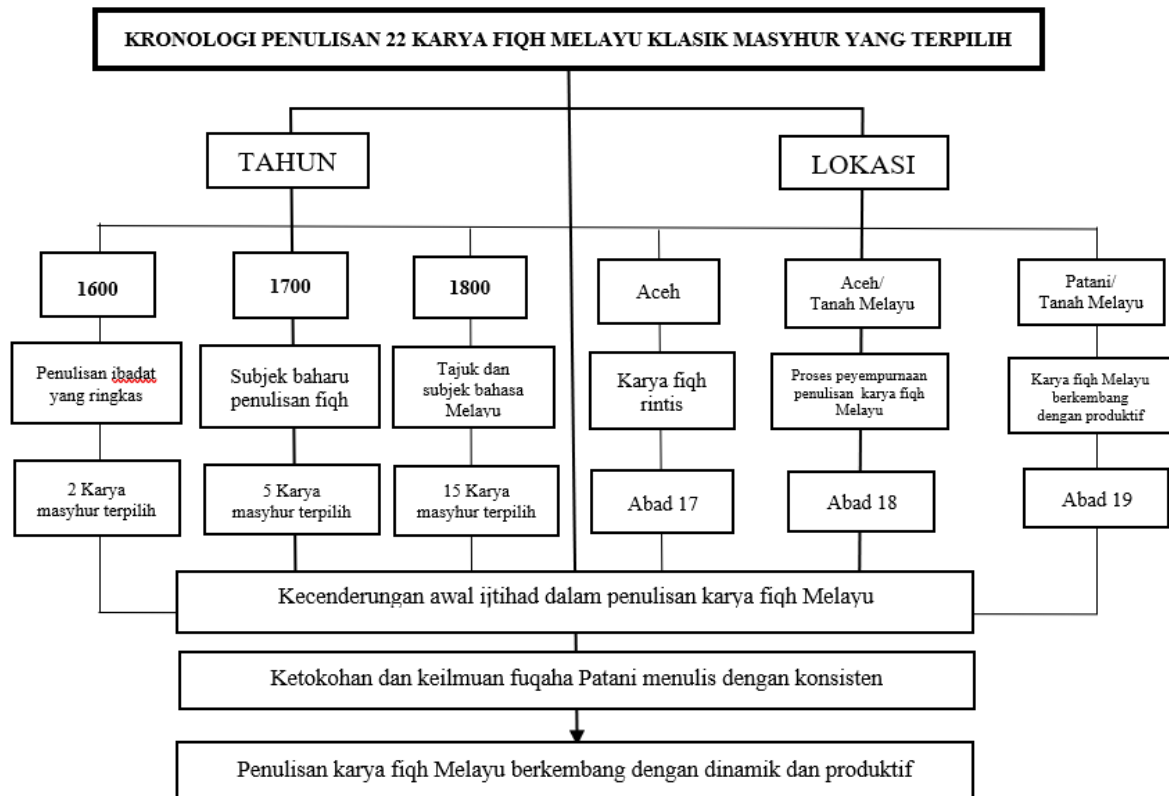 KRONOLOGI PENULISAN 22 KARYA FIQH MELAYU KLASIK MASYHUR YANG TERPILIH
TAHUN
LOKASI
1600
1700
1800
Aceh
Aceh/
Tanah Melayu
Patani/
Tanah Melayu
Penulisan ibadat
yang ringkas
Subjek baharu
penulisan fiqh
Tajuk dan
subjek bahasa
Melayu
Karya fiqh
rintis
Proses peyempurnaan
penulisan karya fiqh
Melayu
Karya fiqh Melayu
berkembang
dengan produktif
2 Karya
masyhur terpilih
5 Karya
masyhur terpilih
15 Karya
masyhur terpilih
Abad 17
Abad 18
Abad 19
Kecenderungan awal ijtihad dalam penulisan karya fiqh Melayu
Ketokohan dan keilmuan fuqaha Patani menulis dengan konsisten
Penulisan karya fiqh Melayu berkembang dengan dinamik dan produktif